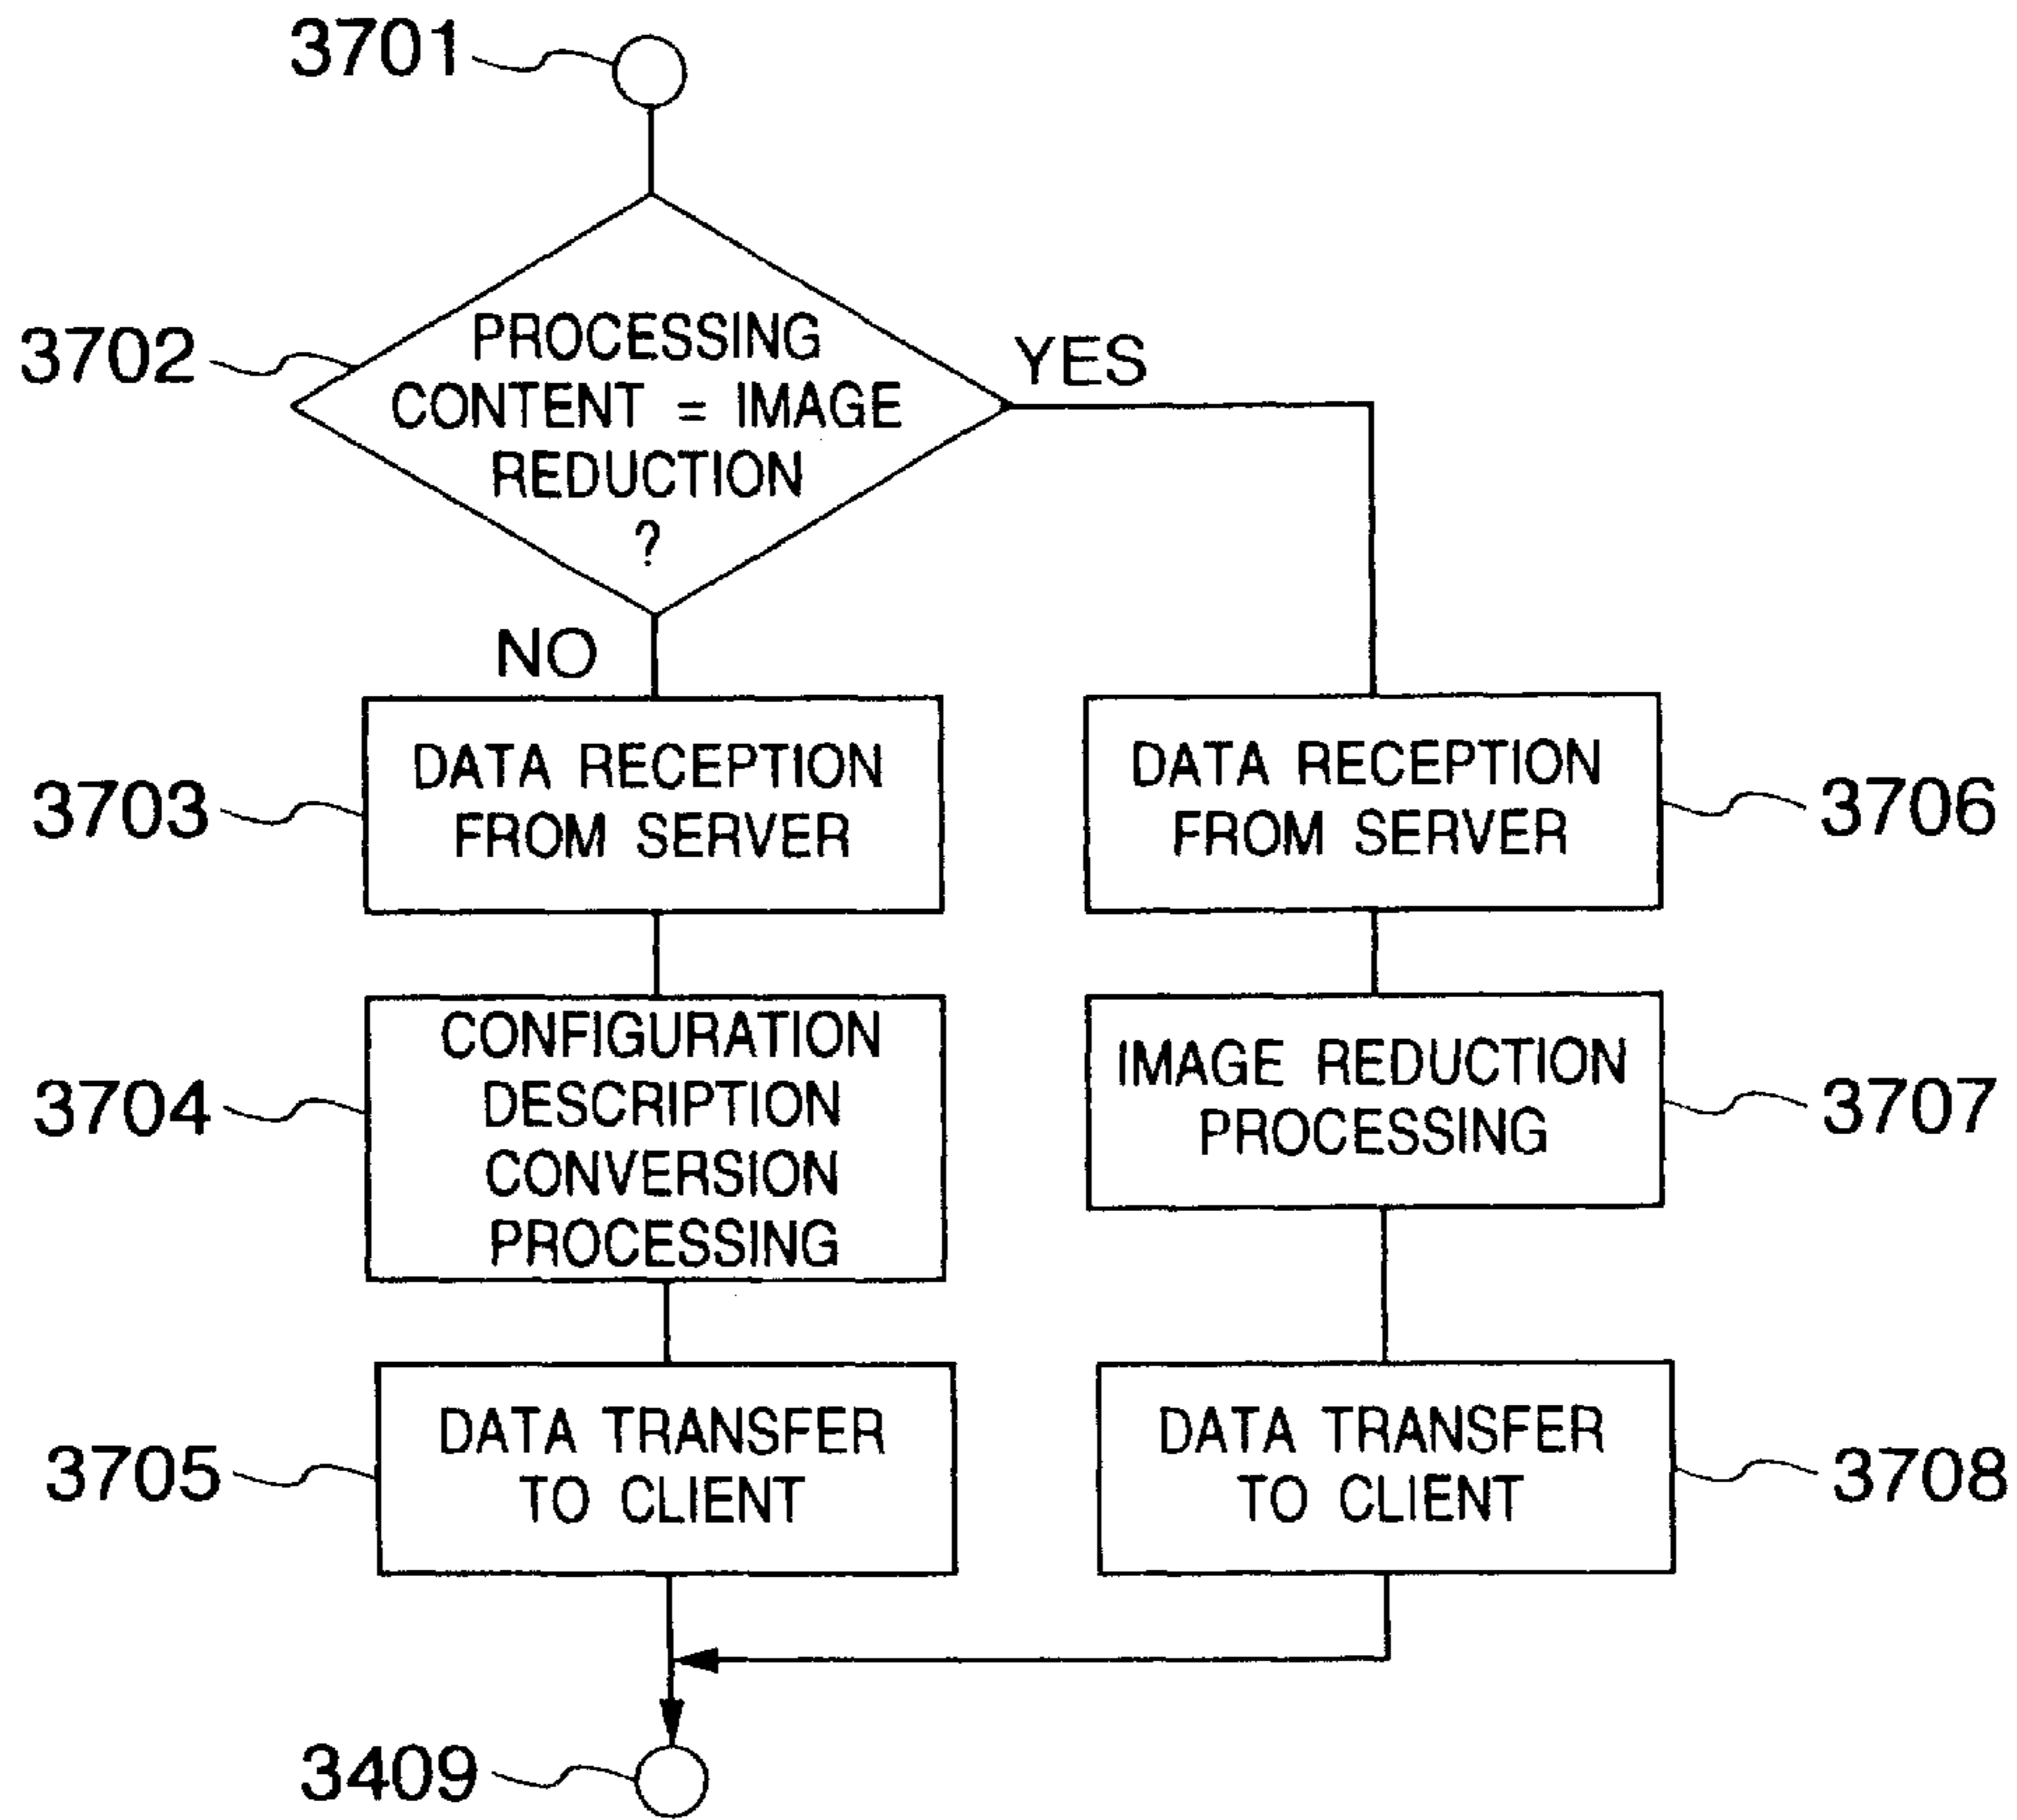 3701
3702
PROCESSING
CONTENT = IMAGE
REDUCTION
?
YES
NO
3703
DATA RECEPTION
FROM SERVER
DATA RECEPTION
FROM SERVER
3706
3704
CONFIGURATION
DESCRIPTION
CONVERSION
PROCESSING
IMAGE REDUCTION
PROCESSING
3707
3705
DATA TRANSFER
TO CLIENT
DATA TRANSFER
TO CLIENT
3708
3409